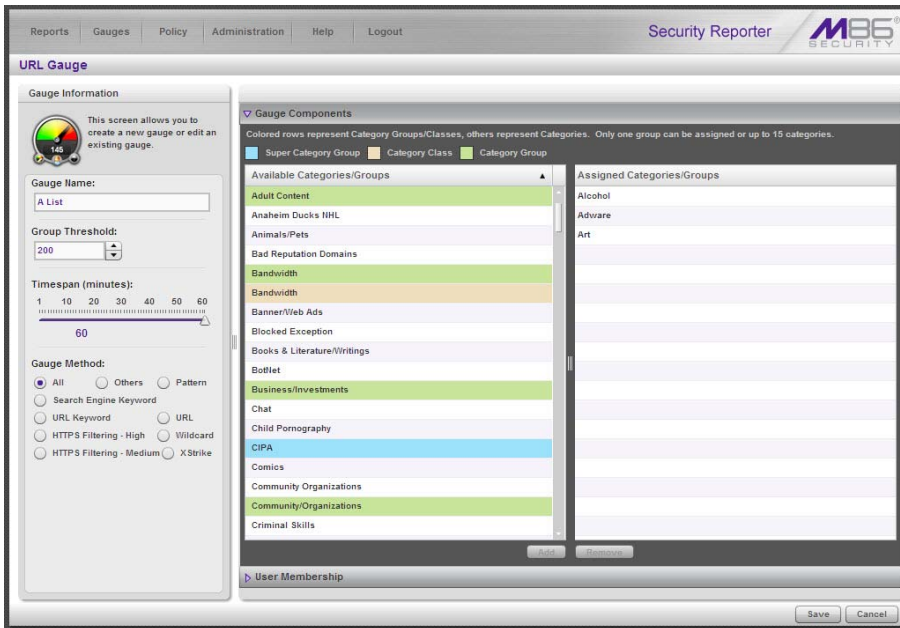 Reports Gauges Policy Administration Help Logout
Security Reporter
M86®
SECURITY
URL Gauge
Gauge Information
This screen allows you to
create a new gauge or edit an
existing gauge.
145
Gauge Name:
A List
Group Threshold:
200
Timespan (minutes):
1 10 20 30 40 50 60
60
Gauge Method:
All Others Pattern
Search Engine Keyword
URL Keyword URL
HTTPS Filtering - High Wildcard
HTTPS Filtering - Medium XStrike
Gauge Components
Colored rows represent Category Groups/Classes, others represent Categories. Only one group can be assigned or up to 15 categories.
Super Category Group Category Class Category Group
Available Categories/Groups
Adult Content
Anaheim Ducks NHL
Animals/Pets
Bad Reputation Domains
Bandwidth
Bandwidth
Banner/Web Ads
Blocked Exception
Books & Literature/Writings
BotNet
Business/Investments
Chat
Child Pornography
CIPA
Comics
Community Organizations
Community/Organizations
Criminal Skills
Add
Assigned Categories/Groups
Alcohol
Adware
Art
Remove
User Membership
Save Cancel